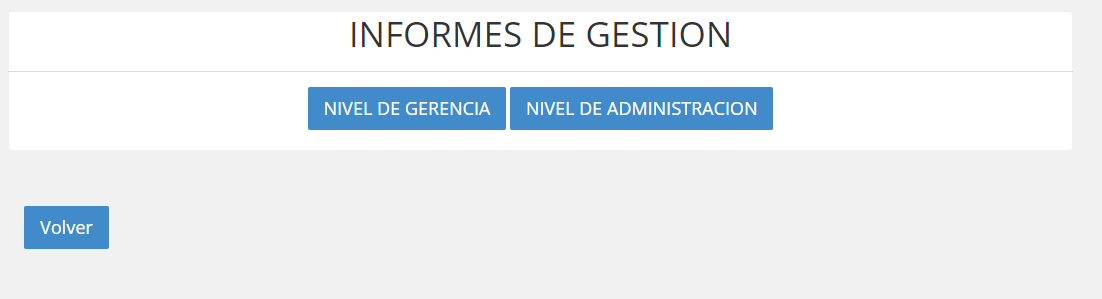 INFORMES DE GESTION
NIVEL DE GERENCIA NIVEL DE ADMINISTRACION
Volver